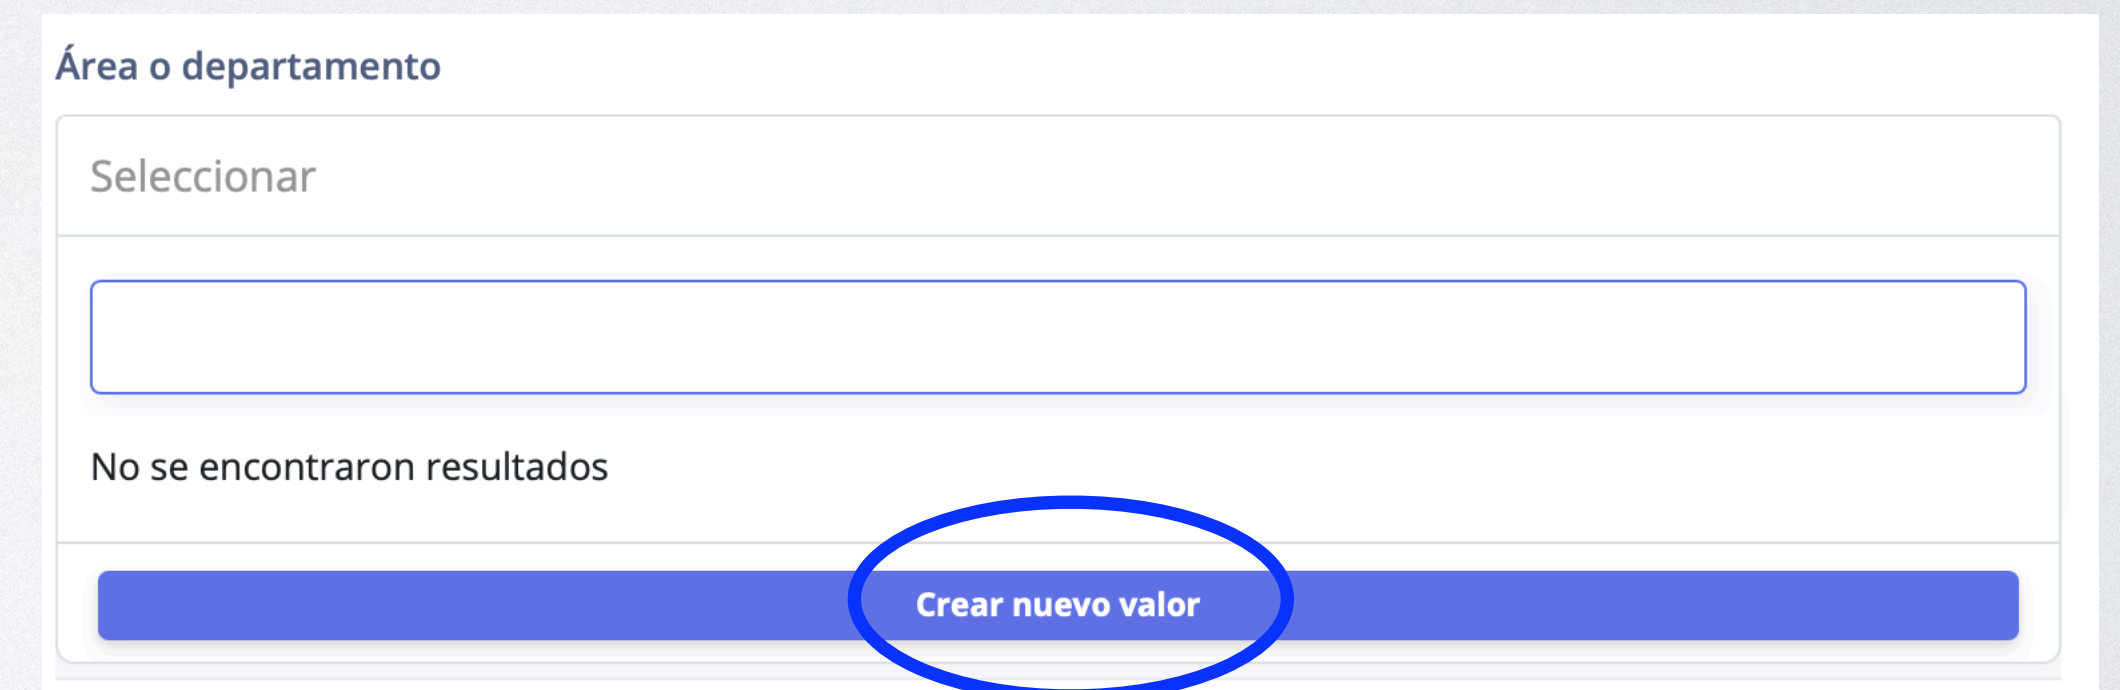 Área o departamento
Seleccionar
No se encontraron resultados
Crear nuevo valor